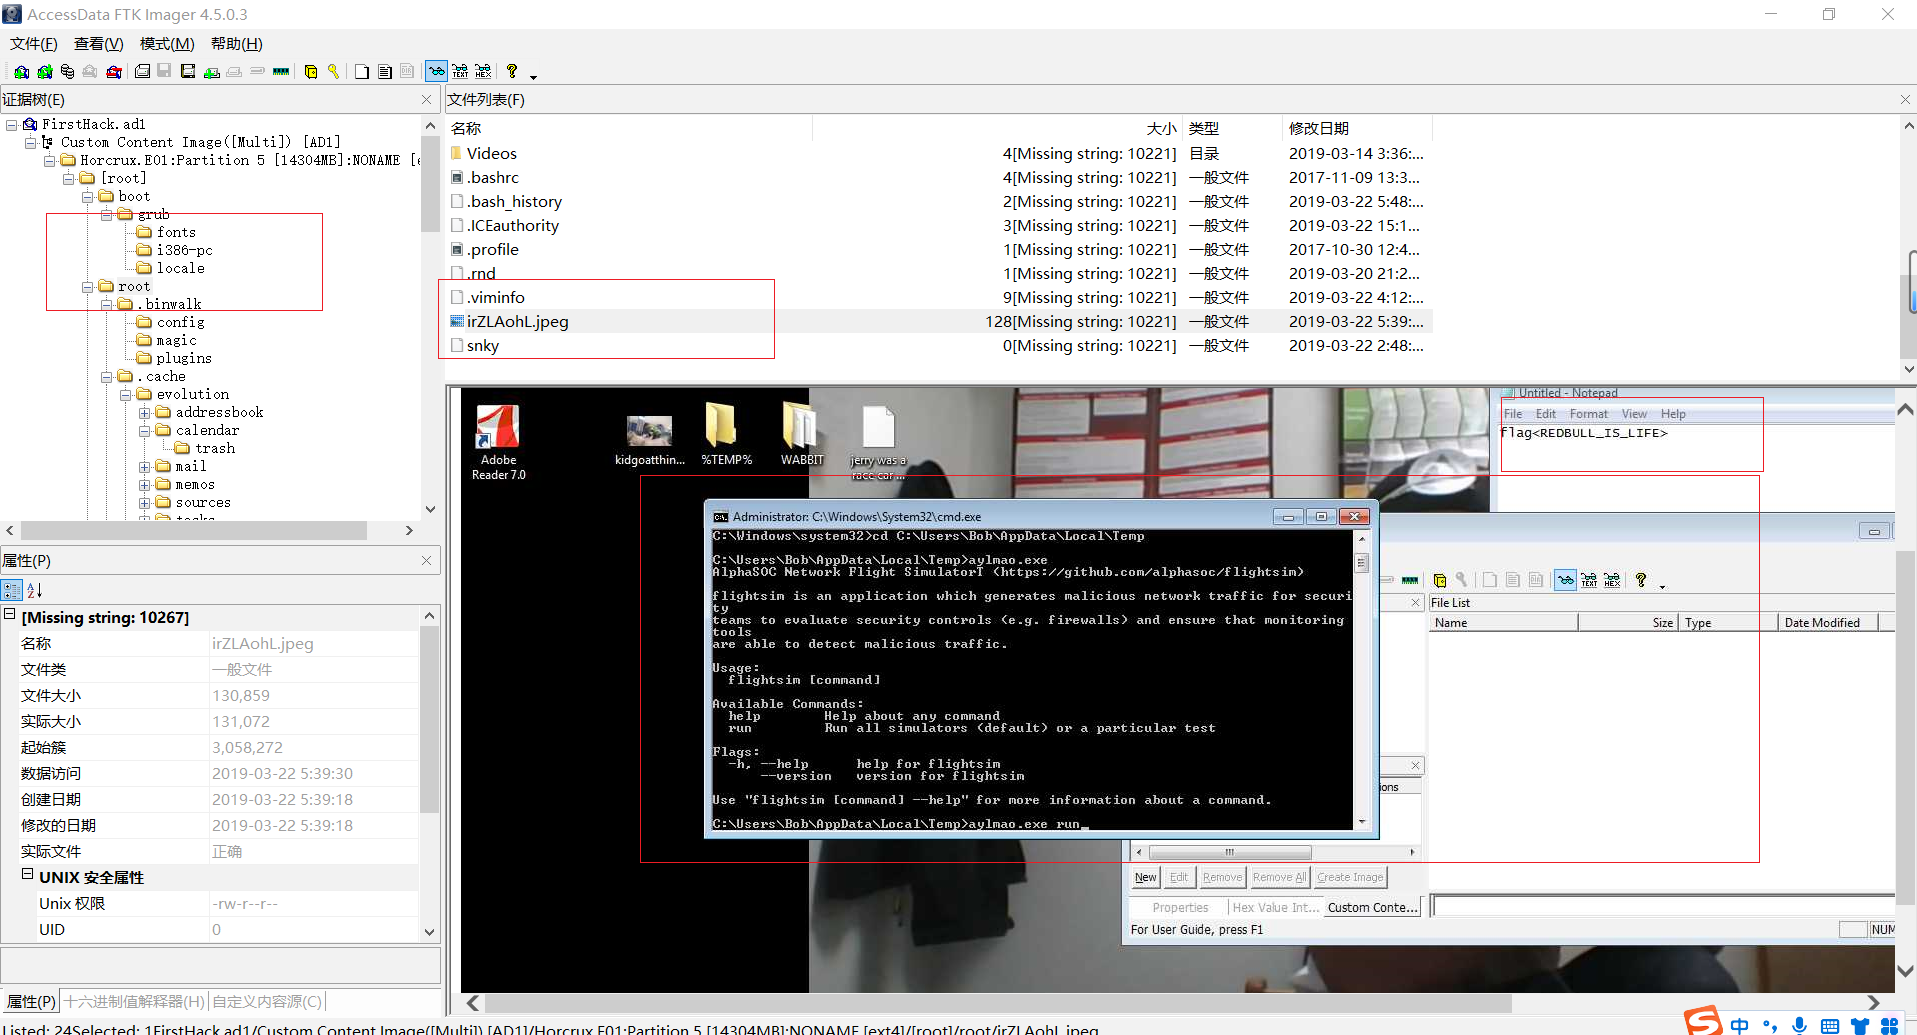 AccessData FTK Imager 4.5.0.3
文件(F) 查看(V) 模式(M) 帮助(H)
证据树(E)
FirstHack.ad1
Custom Content Image([Multi]) [AD1]
Horcrux.E01:Partition 5 [14304MB]:NONAME [e
[root]
boot
grub
fonts
i386-pc
locale
root
.binwalk
config
magic
plugins
.cache
evolution
addressbook
calendar
trash
mail
memos
sources
tasks
属性(P)
[Missing string: 10267]
名称 irZLAohL.jpeg
文件类 一般文件
文件大小 130,859
实际大小 131,072
起始簇 3,058,272
数据访问 2019-03-22 5:39:30
创建日期 2019-03-22 5:39:18
修改的日期 2019-03-22 5:39:18
实际文件 正确
UNIX 安全属性
Unix 权限 -rw-r--r--
UID 0
属性(P) 十六进制值解释器(H) 自定义内容源(C)
文件列表(F)
名称 大小 类型 修改日期
Videos 4[Missing string: 10221] 目录 2019-03-14 3:36:...
.bashrc 4[Missing string: 10221] 一般文件 2017-11-09 13:3...
.bash_history 2[Missing string: 10221] 一般文件 2019-03-22 5:48:...
.ICEauthority 3[Missing string: 10221] 一般文件 2019-03-22 15:1...
.profile 1[Missing string: 10221] 一般文件 2017-10-30 12:4...
.rnd 1[Missing string: 10221] 一般文件 2019-03-20 21:2...
.viminfo 9[Missing string: 10221] 一般文件 2019-03-22 4:12:...
irZLAohL.jpeg 128[Missing string: 10221] 一般文件 2019-03-22 5:39:...
snky 0[Missing string: 10221] 一般文件 2019-03-22 2:48:...
Adobe
Reader 7.0
kidgoatthin...
%TEMP%
WABBIT
jerry was a
race car ...
Untitled - Notepad
File Edit Format View Help
flag<REDBULL_IS_LIFE>
Administrator: C:\Windows\System32\cmd.exe
C:\Windows\system32>cd C:\Users\Bob\AppData\Local\Temp
C:\Users\Bob\AppData\Local\Temp>aylmao.exe
AlphaSOC Network Flight SimulatorT (https://github.com/alphasoc/flightsim)
flightsim is an application which generates malicious network traffic for securi
ty
teams to evaluate security controls (e.g. firewalls) and ensure that monitoring
tools
are able to detect malicious traffic.
Usage:
flightsim [command]
Available Commands:
help Help about any command
run Run all simulators (default) or a particular test
Flags:
-h, --help help for flightsim
--version version for flightsim
Use "flightsim [command] --help" for more information about a command.
C:\Users\Bob\AppData\Local\Temp>aylmao.exe run_
File List
Name Size Type Date Modified
ions
New Edit Remove Remove All Create Image
Properties Hex Value Int... Custom Conte...
For User Guide, press F1
NUM
Listed: 24Selected: 1FirstHack.ad1/Custom Content Image([Multi]) [AD1]/Horcrux.E01:Partition 5 [14304MB]:NONAME [ext4]/[root]/root/irZLAohL.jpeg
中